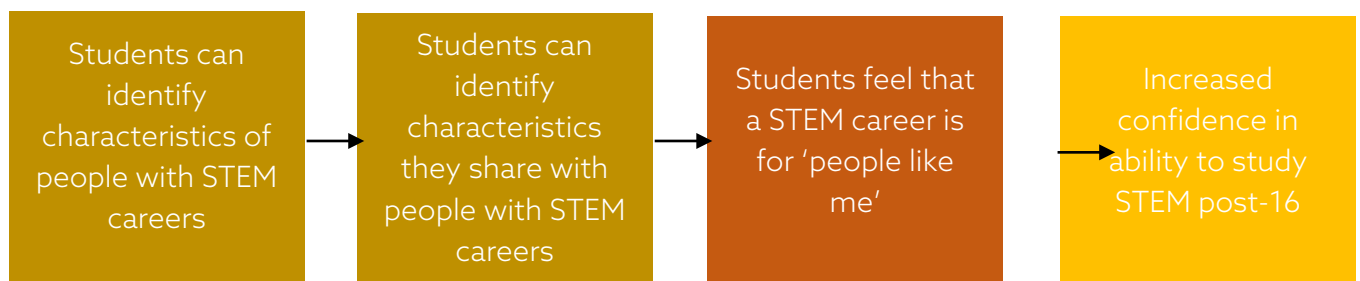 Students can
identify
characteristics of
people with STEM
careers
Students can
identify
characteristics
they share with
people with STEM
careers
Students feel that
a STEM career is
for ‘people like
me’
Increased
confidence in
ability to study
STEM post-16